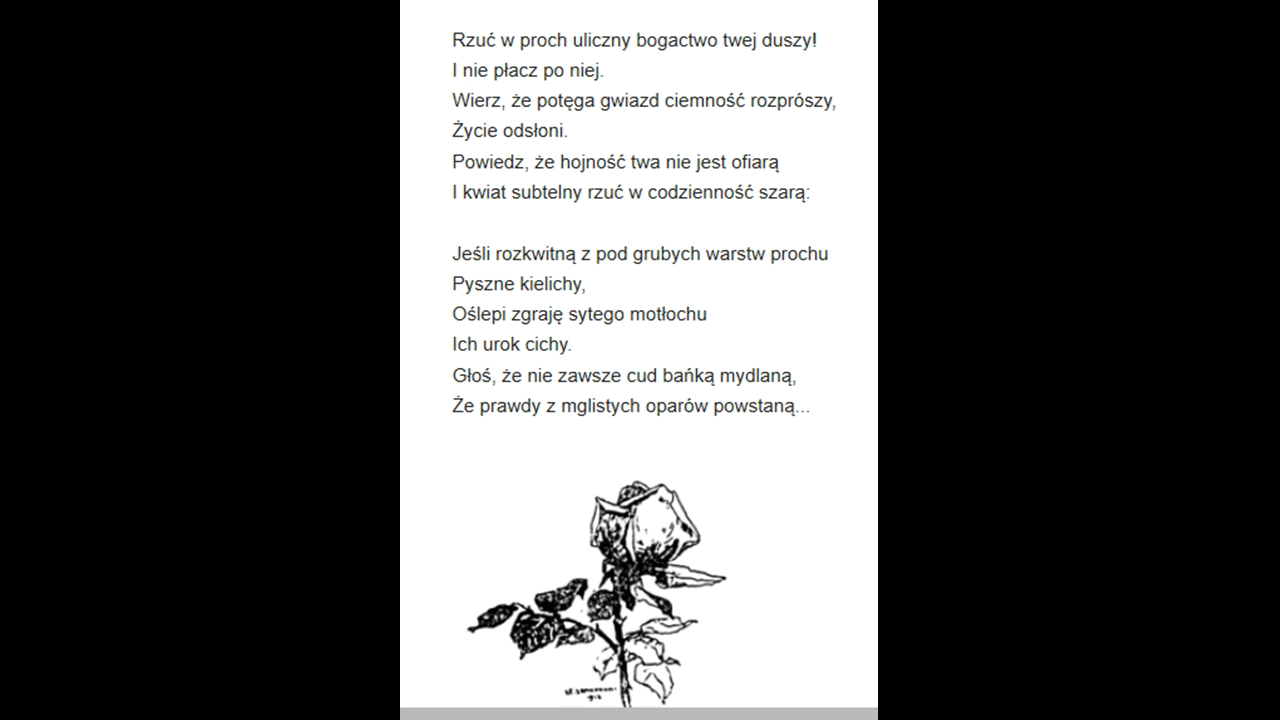 Rzuć w proch uliczny bogactwo twej duszy!
I nie płacz po niej.
Wierz, że potęga gwiazd ciemność rozprószy,
Życie odsłoni.
Powiedz, że hojność twa nie jest ofiarą
I kwiat subtelny rzuć w codzienność szarą:
Jeśli rozkwitną z pod grubych warstw prochu
Pyszne kielichy,
Oślepi zgraję sytego motłochu
Ich urok cichy.
Głoś, że nie zawsze cud bańką mydlaną,
Że prawdy z mglistych oparów powstaną...